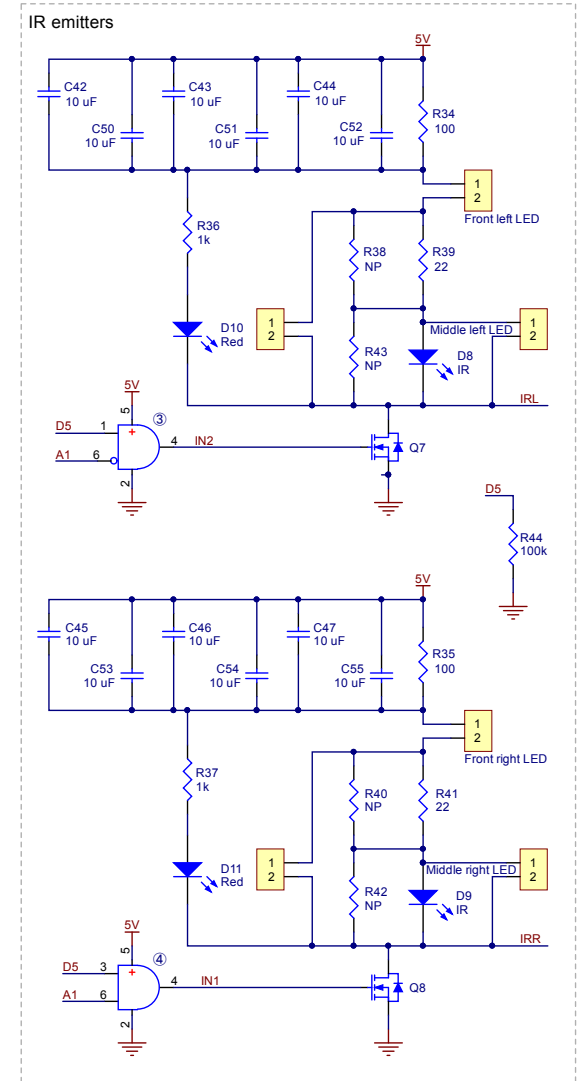 IR emitters
5V
C42
10 uF
C43
10 uF
C44
10 uF
R34
100
C50
10 uF
C51
10 uF
C52
10 uF
1
2
Front left LED
R36
1k
R38
NP
R39
22
D10
Red
1
2
Middle left LED
1
2
R43
NP
D8
IR
IRL
5V
5
③
D5 1
+
4 IN2
A1 6
2
Q7
D5
R44
100k
5V
C45
10 uF
C46
10 uF
C47
10 uF
R35
100
C53
10 uF
C54
10 uF
C55
10 uF
1
2
Front right LED
R37
1k
R40
NP
R41
22
D11
Red
1
2
Middle right LED
1
2
R42
NP
D9
IR
IRR
5V
5
④
D5 3
+
4 IN1
A1 6
2
Q8